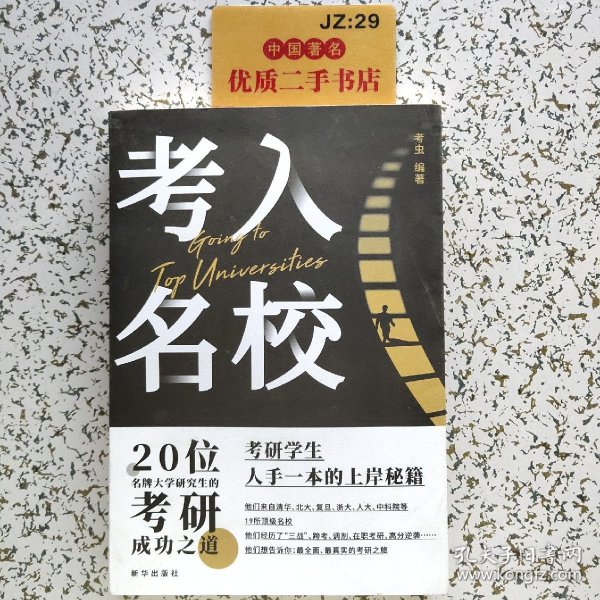 JZ:29
中国著名
优质二手书店
考虫 编著
考入
Going to
Top Universities
名校
20位
名牌大学研究生的
考研
成功之道
新华出版社
考研学生
人手一本的上岸秘籍
他们来自清华、北大、复旦、浙大、人大、中科院等
19所顶级名校
他们经历了“三战”、跨考、调剂、在职考研、高分逆袭……
他们想告诉你:最全面、最真实的考研之旅
孔夫子旧书网
www.kongfz.com